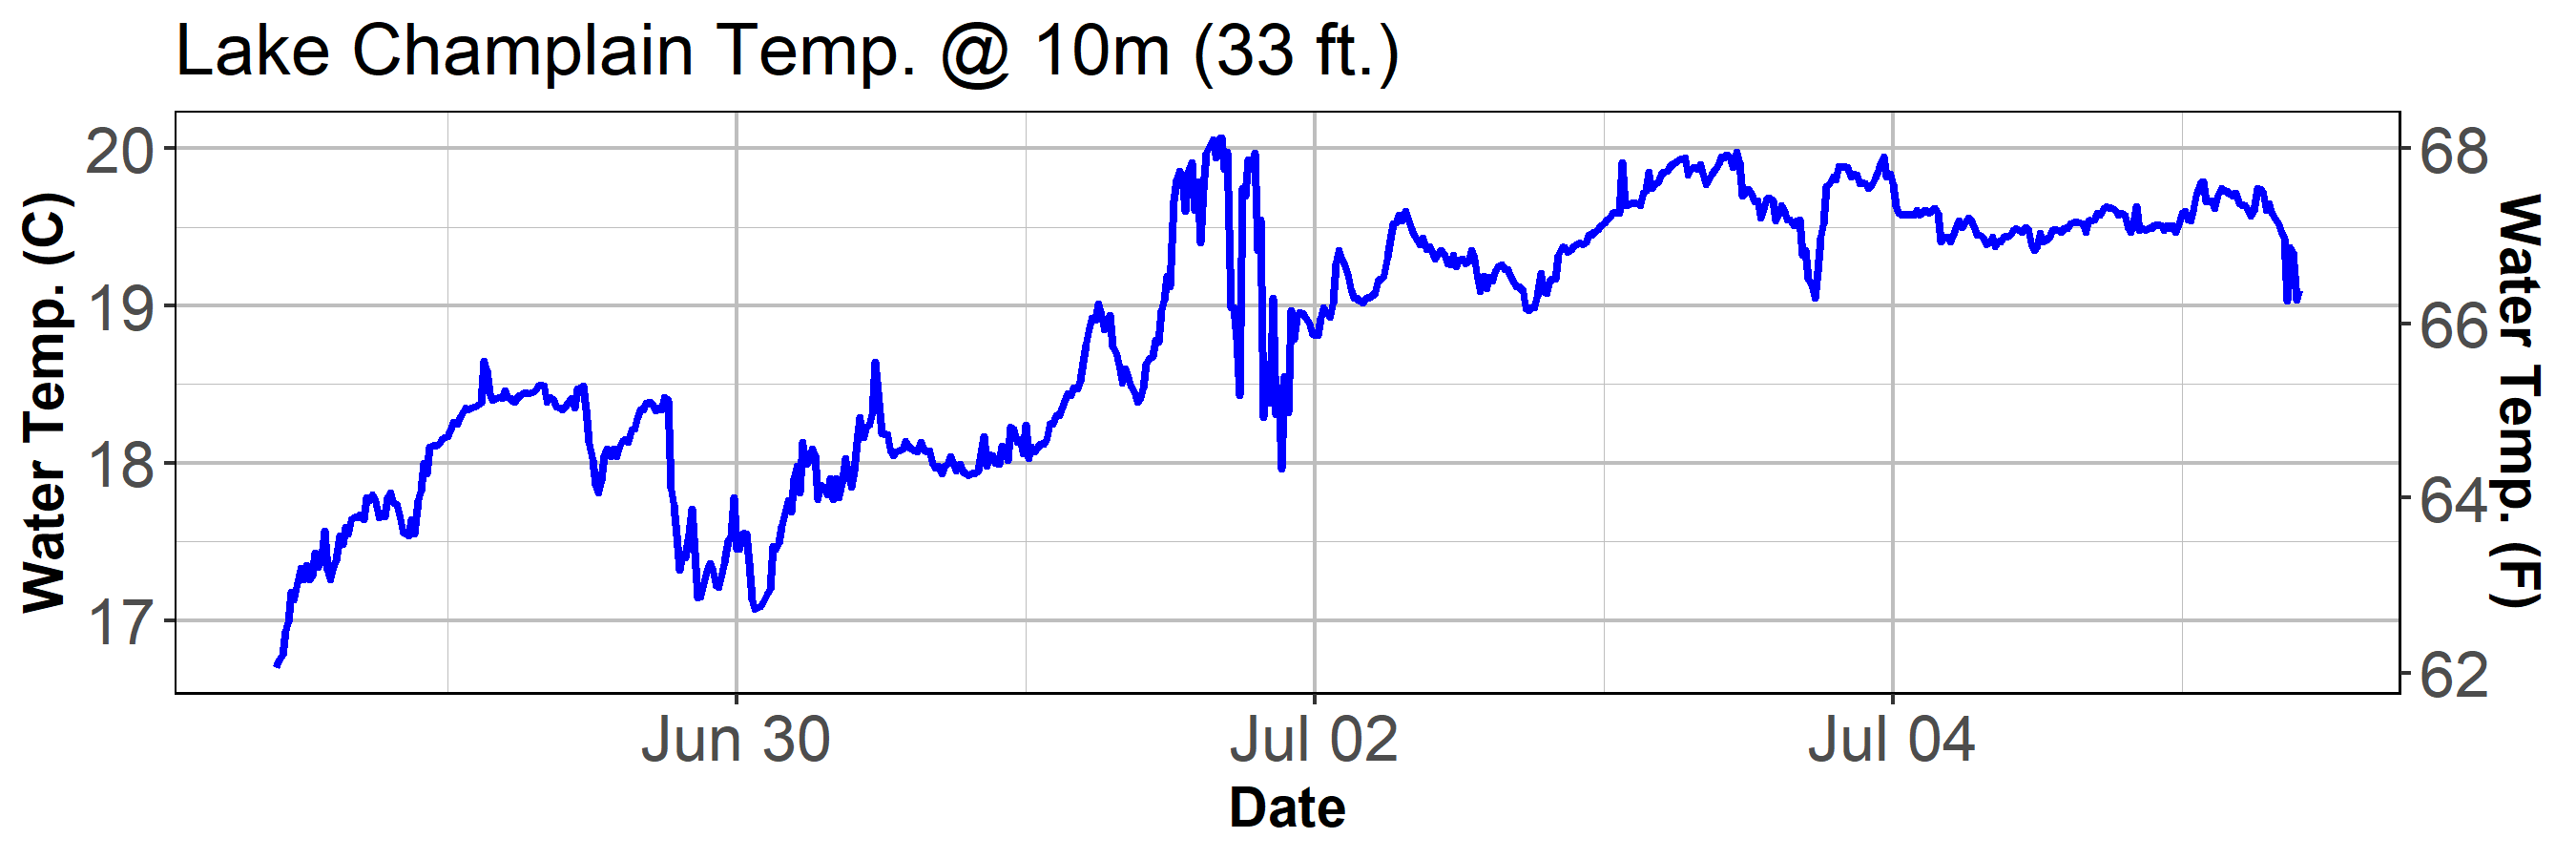 Lake Champlain Temp. @ 10m (33 ft.)
Water Temp. (C)
20
19
18
17
68
66
64
62
Water Temp. (F)
Jun 30 Jul 02 Jul 04
Date